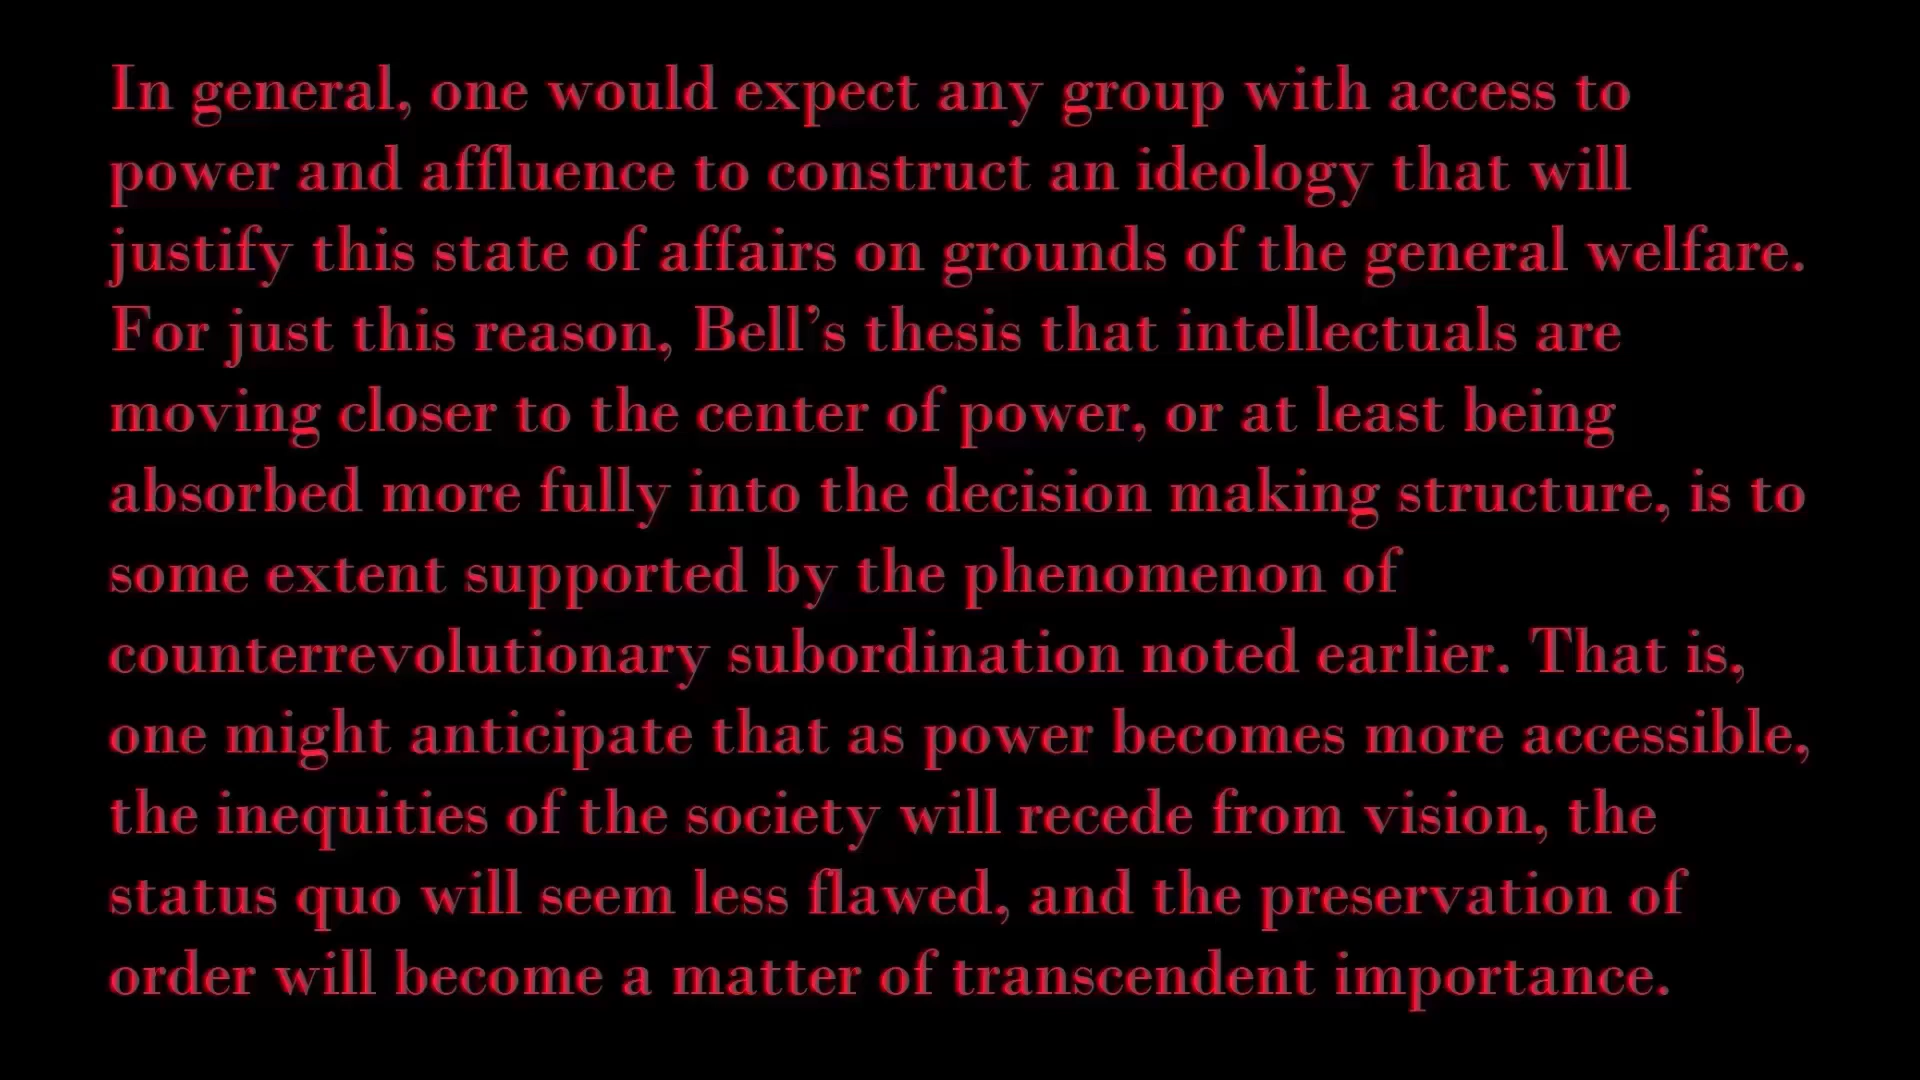 In general, one would expect any group with access to
power and affluence to construct an ideology that will
justify this state of affairs on grounds of the general welfare.
For just this reason, Bell’s thesis that intellectuals are
moving closer to the center of power, or at least being
absorbed more fully into the decision making structure, is to
some extent supported by the phenomenon of
counterrevolutionary subordination noted earlier. That is,
one might anticipate that as power becomes more accessible,
the inequities of the society will recede from vision, the
status quo will seem less flawed, and the preservation of
order will become a matter of transcendent importance.